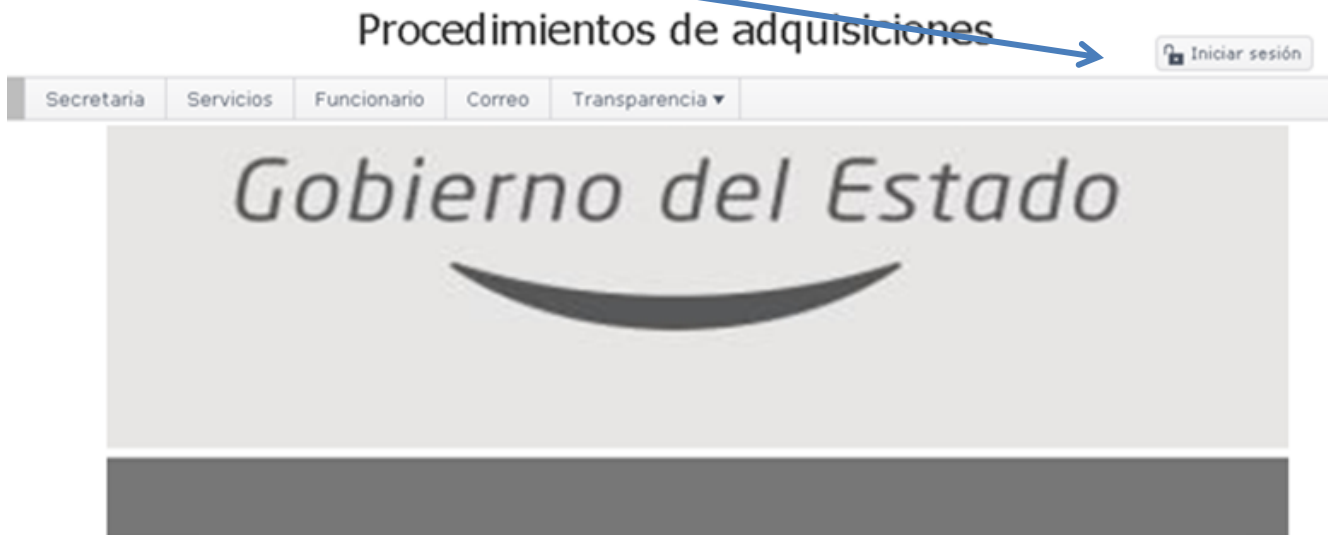 Procedimientos de adquisiciones
Iniciar sesión
Secretaria Servicios Funcionario Correo Transparencia ▼
Gobierno del Estado